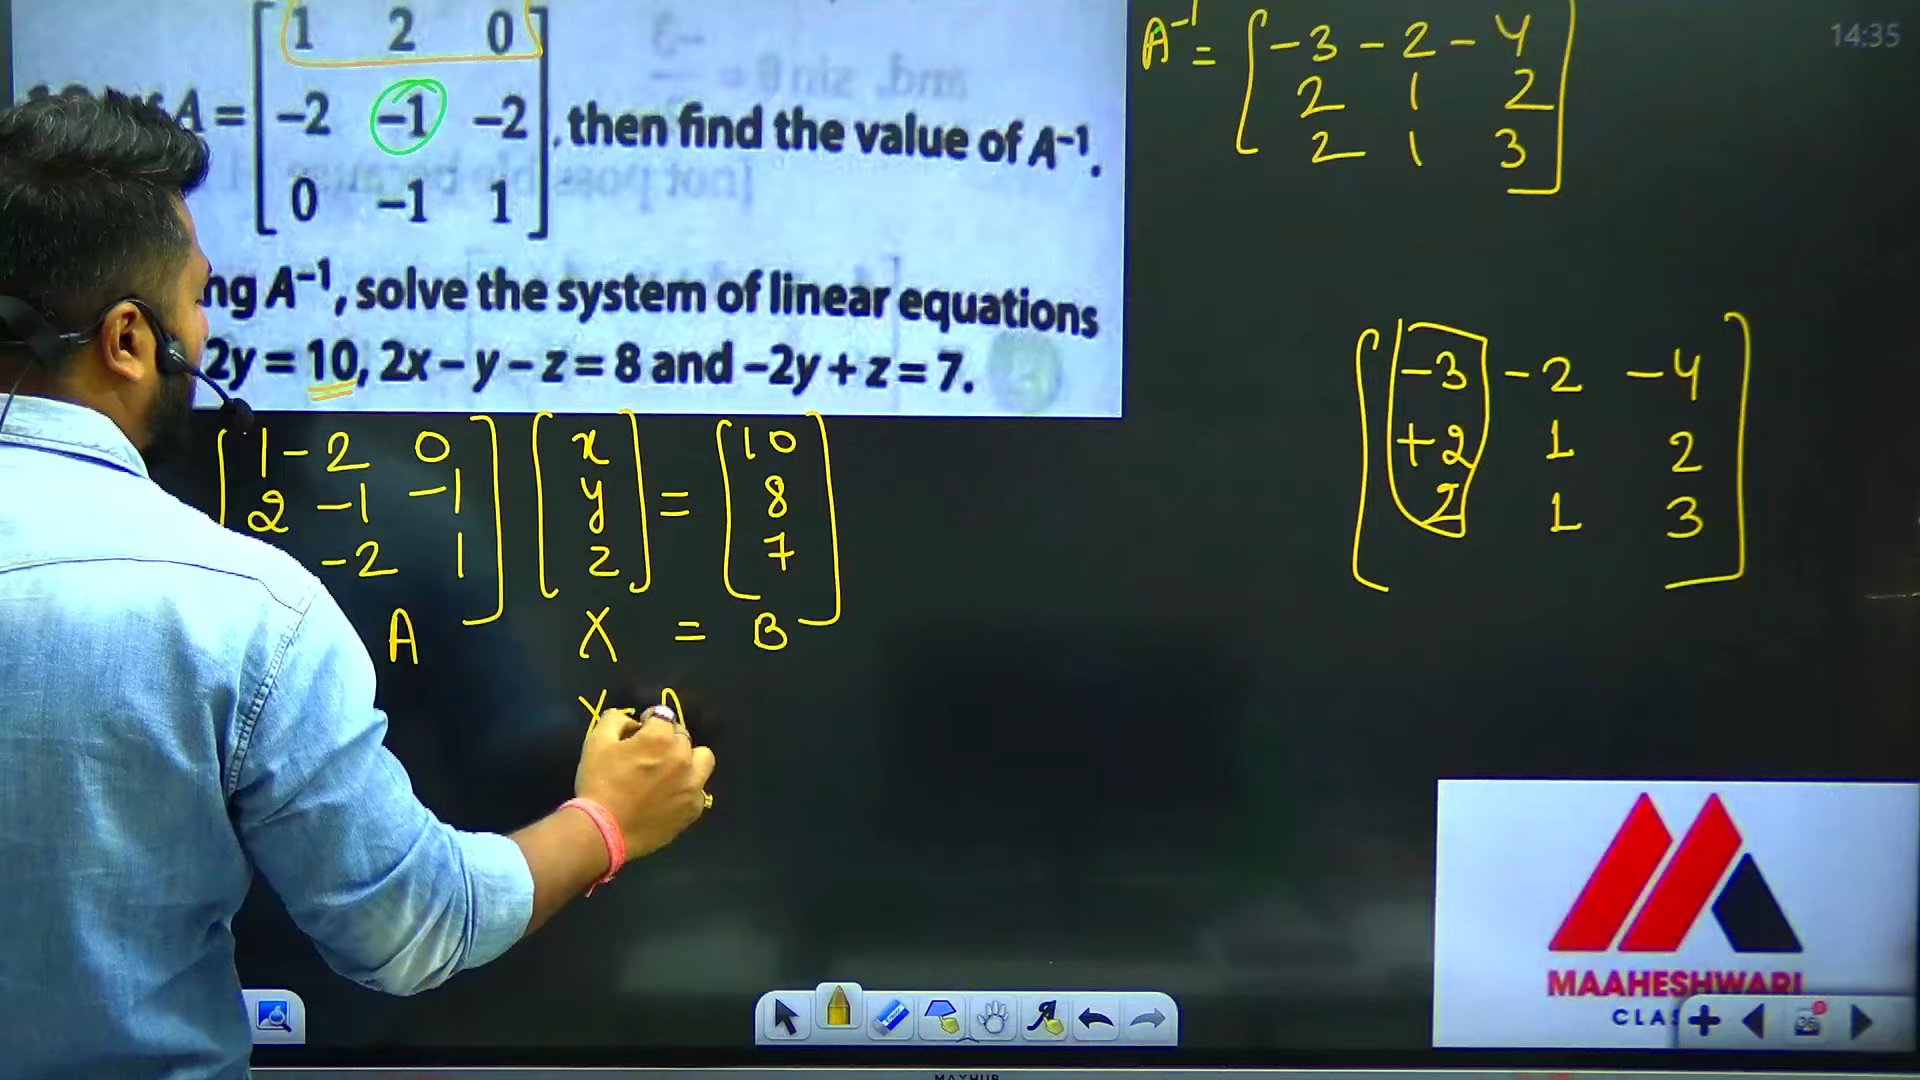 1 2 0
A = -2 -1 -2 , then find the value of A⁻¹.
0 -1 1
ng A⁻¹, solve the system of linear equations
2y = 10, 2x - y - z = 8 and -2y + z = 7.
1 -2 0 x 10
2 -1 -1 y = 8
-2 1 z 7
A X = B
X = A
A⁻¹ = -3 -2 -4
2 1 2
2 1 3
14:35
-3 -2 -4
+2 1 2
2 1 3
MAAHESHWARI
CLAS
MAXHUB